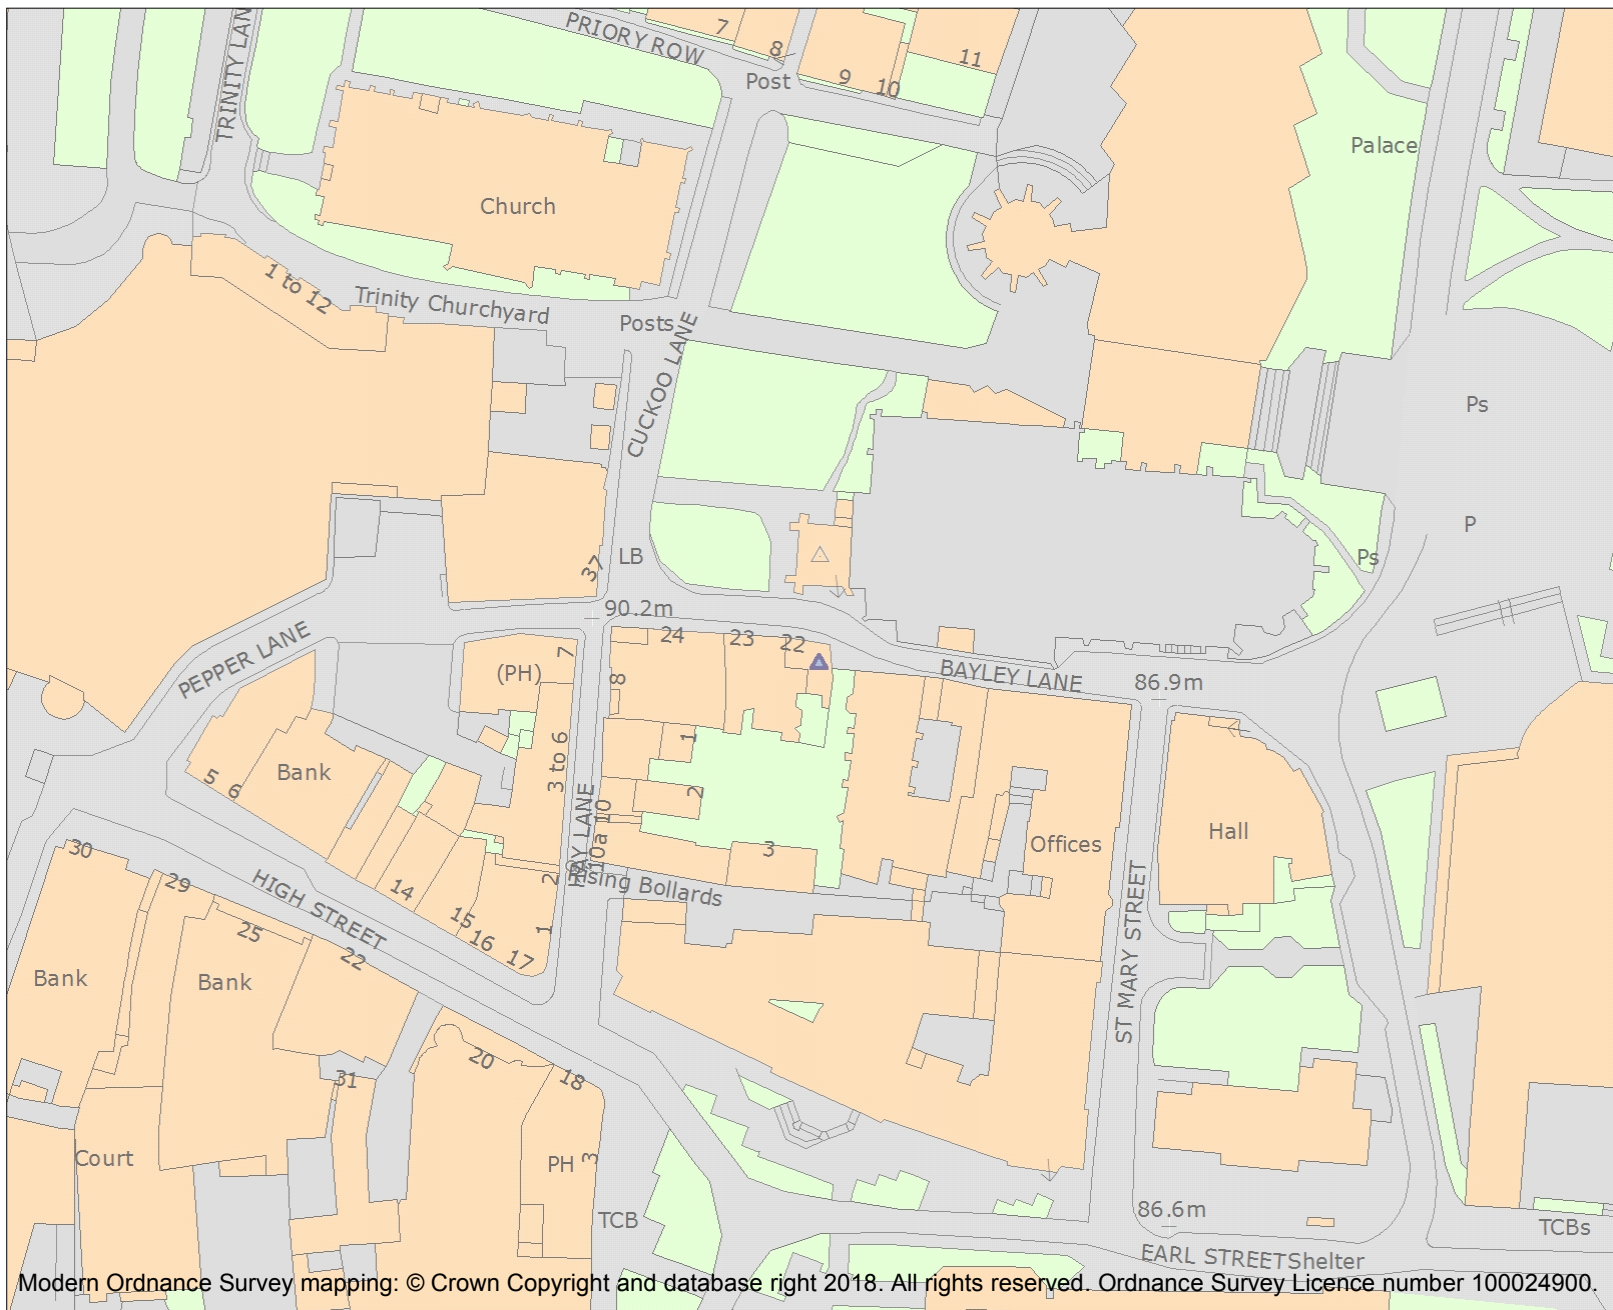 TRINITY LAN
PRIORY ROW
7
8
9
10
11
Post
Palace
Church
1 to 12
Trinity Churchyard
Posts
CUCKOO LANE
Ps
P
Ps
LB
37
90.2m
24
23
22
BAYLEY LANE
86.9m
PEPPER LANE
(PH)
7
8
5
6
Bank
3 to 6
1
2
3
HAY LANE
10a 10
Rising Bollards
Offices
Hall
ST MARY STREET
30
29
HIGH STREET
14
15
16
17
2
1
25
22
Bank
Bank
20
18
31
Court
PH
3
TCB
86.6m
EARL STREET
Shelter
TCBs
Modern Ordnance Survey mapping: © Crown Copyright and database right 2018. All rights reserved. Ordnance Survey Licence number 100024900.